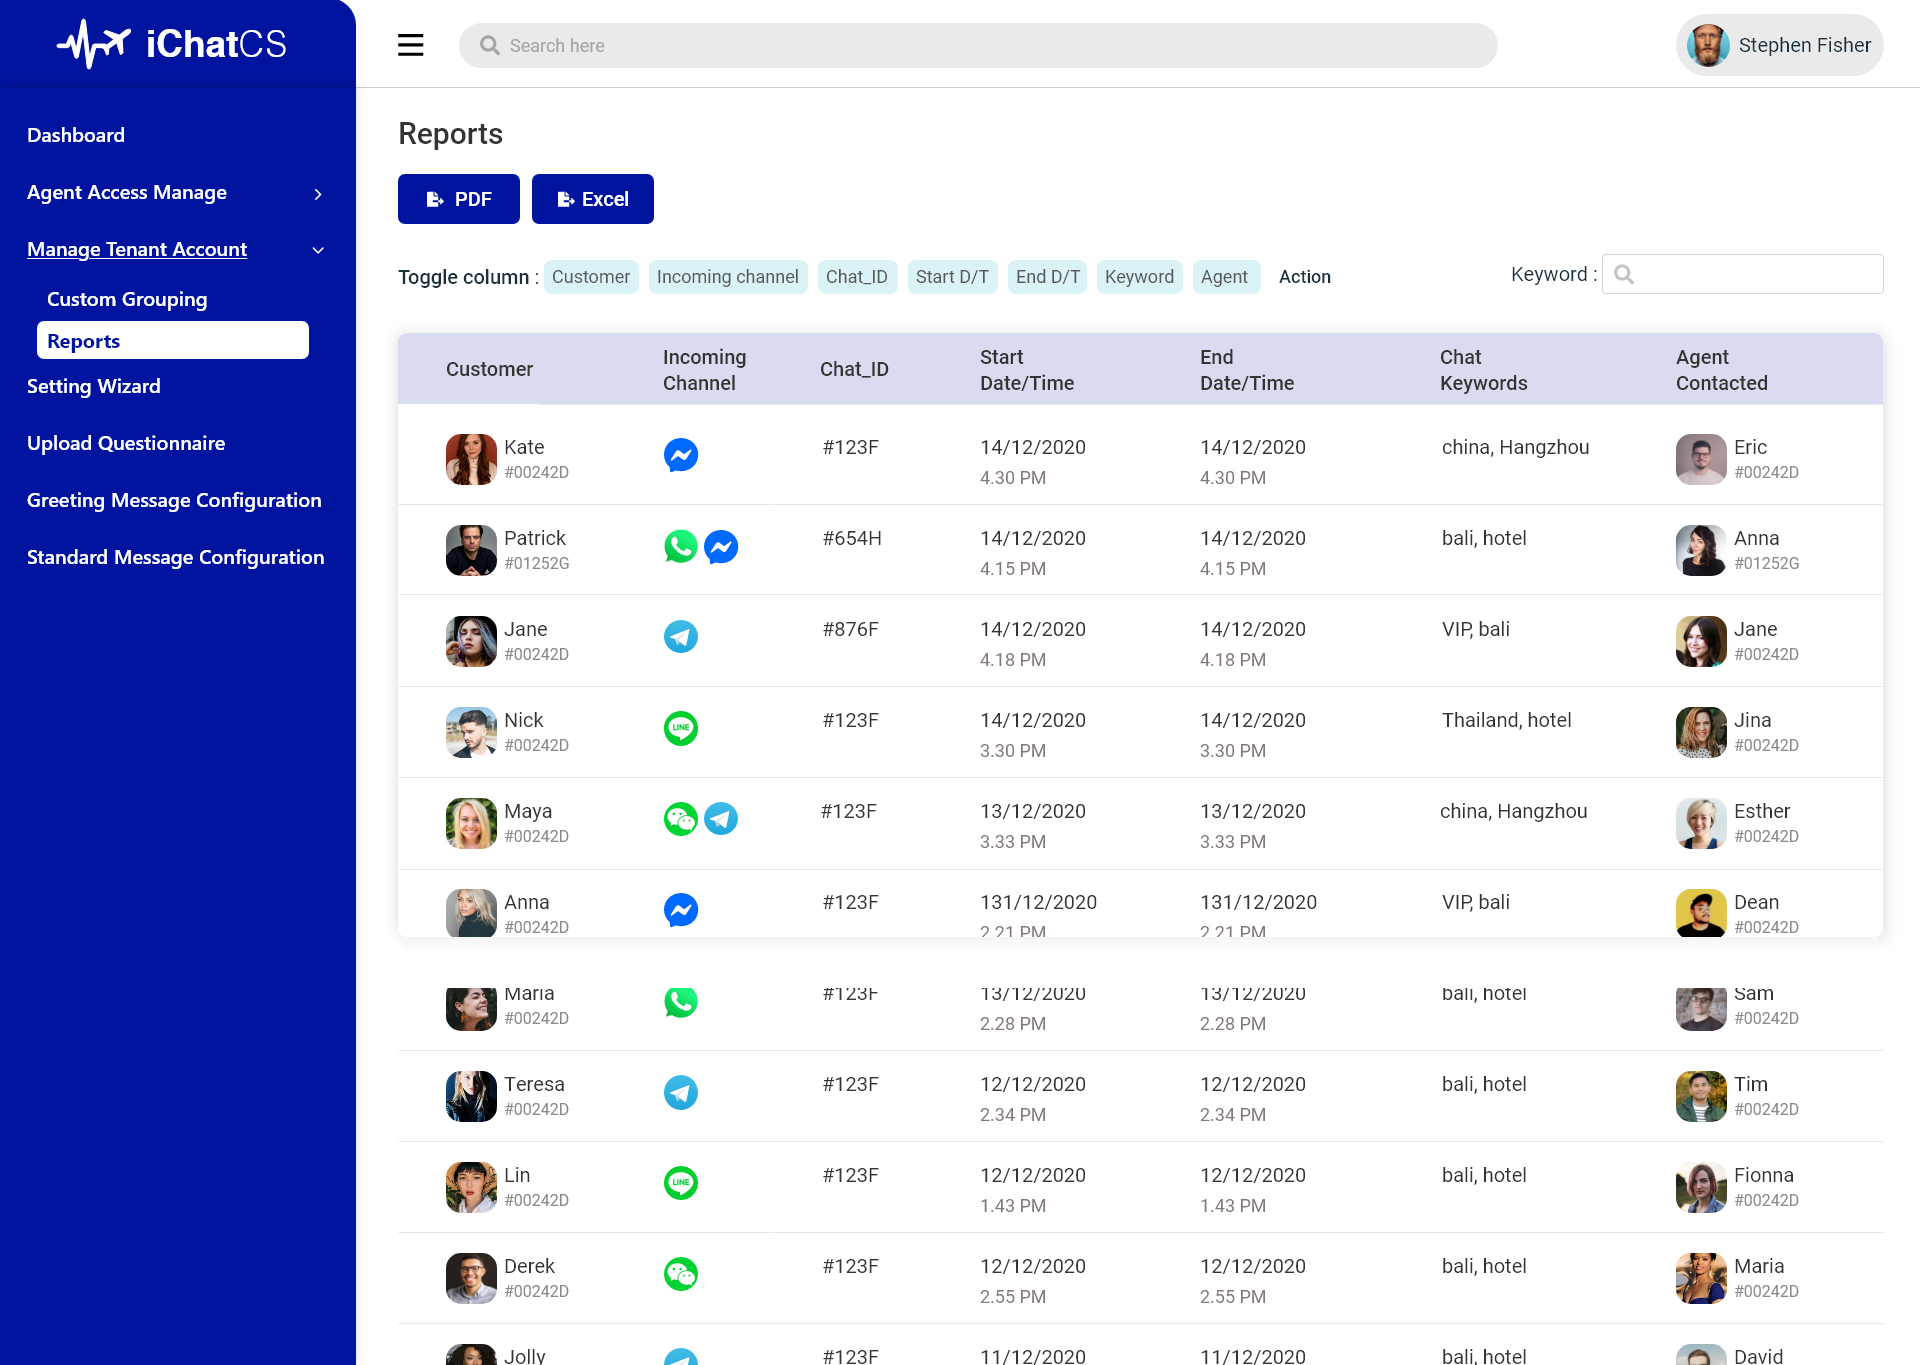 iChatCS
Search here
Stephen Fisher
Dashboard
Agent Access Manage
Manage Tenant Account
Custom Grouping
Reports
Setting Wizard
Upload Questionnaire
Greeting Message Configuration
Standard Message Configuration
Reports
PDF
Excel
Toggle column : Customer Incoming channel Chat_ID Start D/T End D/T Keyword Agent Action
Keyword :
Customer Incoming Channel Chat_ID Start Date/Time End Date/Time Chat Keywords Agent Contacted
Kate #123F 14/12/2020 14/12/2020 china, Hangzhou Eric
#00242D 4.30 PM 4.30 PM #00242D
Patrick #654H 14/12/2020 14/12/2020 bali, hotel Anna
#01252G 4.15 PM 4.15 PM #01252G
Jane #876F 14/12/2020 14/12/2020 VIP, bali Jane
#00242D 4.18 PM 4.18 PM #00242D
Nick LINE #123F 14/12/2020 14/12/2020 Thailand, hotel Jina
#00242D 3.30 PM 3.30 PM #00242D
Maya #123F 13/12/2020 13/12/2020 china, Hangzhou Esther
#00242D 3.33 PM 3.33 PM #00242D
Anna #123F 131/12/2020 131/12/2020 VIP, bali Dean
#00242D 2.21 PM 2.21 PM #00242D
Maria #123F 13/12/2020 13/12/2020 bali, hotel Sam
#00242D 2.28 PM 2.28 PM #00242D
Teresa #123F 12/12/2020 12/12/2020 bali, hotel Tim
#00242D 2.34 PM 2.34 PM #00242D
Lin LINE #123F 12/12/2020 12/12/2020 bali, hotel Fionna
#00242D 1.43 PM 1.43 PM #00242D
Derek #123F 12/12/2020 12/12/2020 bali, hotel Maria
#00242D 2.55 PM 2.55 PM #00242D
Jolly #123F 11/12/2020 11/12/2020 bali, hotel David